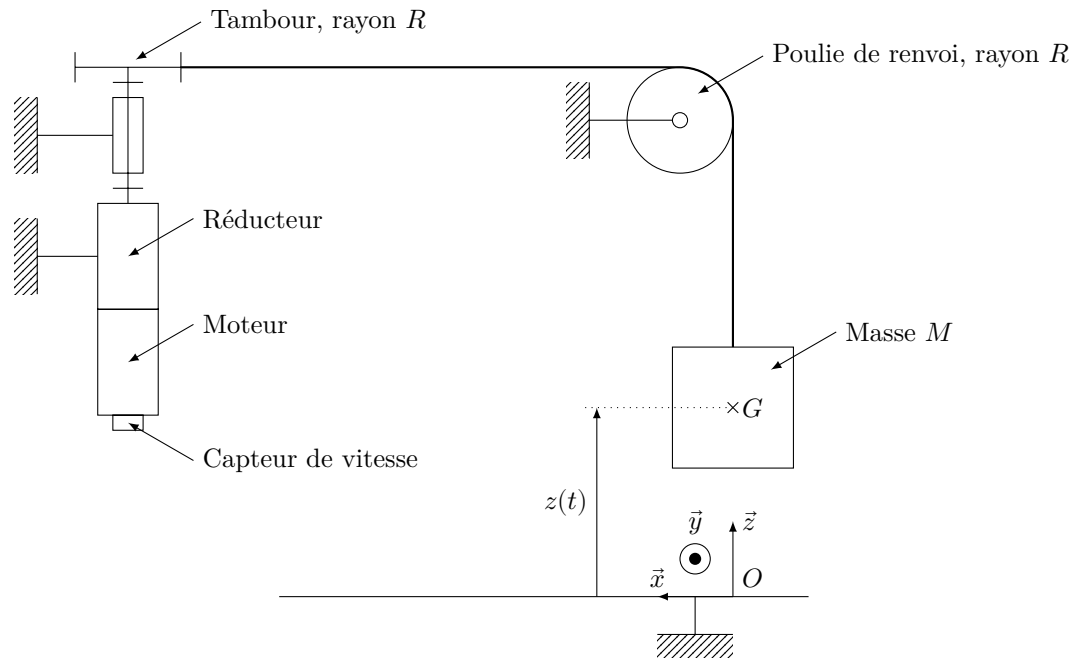 Tambour, rayon R
Poulie de renvoi, rayon R
Réducteur
Moteur
Masse M
G
Capteur de vitesse
z(t)
y⃗
z⃗
x⃗
O